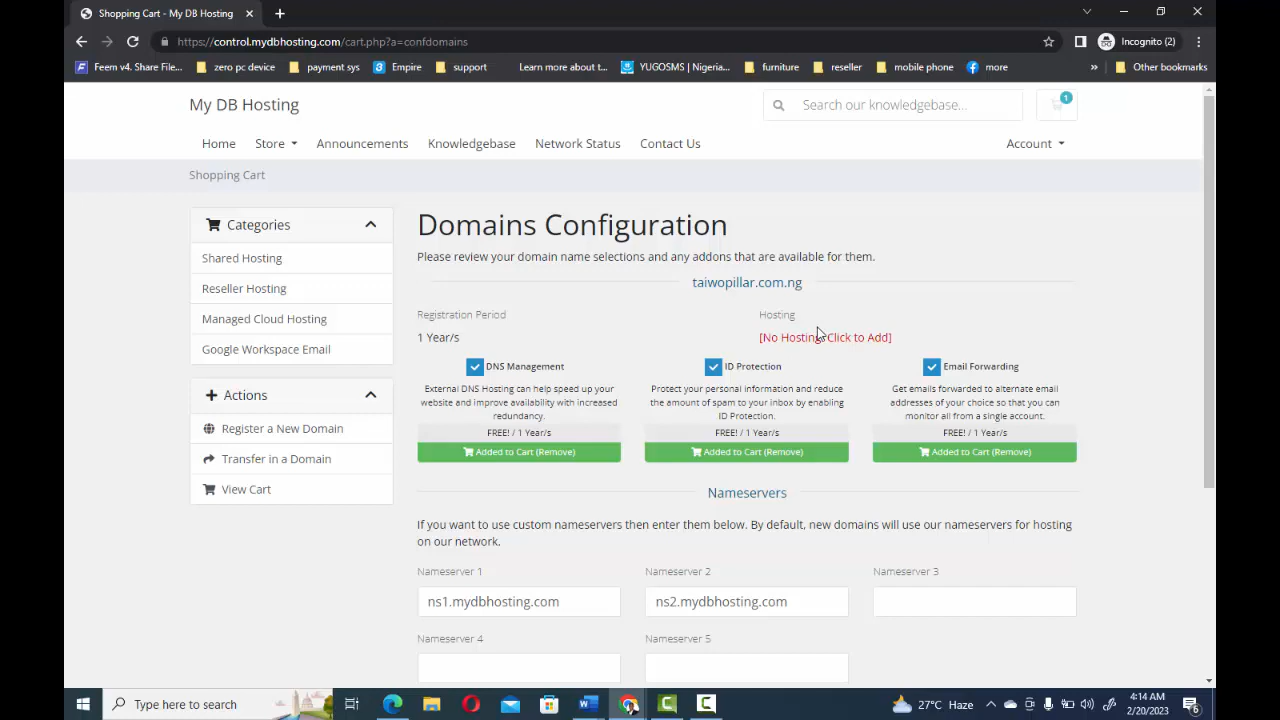 Shopping Cart - My DB Hosting
https://control.mydbhosting.com/cart.php?a=confdomains
Incognito (2)
Feem v4. Share File...
zero pc device
payment sys
Empire
support
Learn more about t...
YUGOSMS | Nigeria...
furniture
reseller
mobile phone
more
»
Other bookmarks
My DB Hosting
Search our knowledgebase...
1
Home
Store
Announcements
Knowledgebase
Network Status
Contact Us
Account
Shopping Cart
Categories
Shared Hosting
Reseller Hosting
Managed Cloud Hosting
Google Workspace Email
Actions
Register a New Domain
Transfer in a Domain
View Cart
Domains Configuration
Please review your domain name selections and any addons that are available for them.
taiwopillar.com.ng
Registration Period
1 Year/s
Hosting
[No Hosting! Click to Add]
DNS Management
External DNS Hosting can help speed up your
website and improve availability with increased
redundancy.
FREE! / 1 Year/s
Added to Cart (Remove)
ID Protection
Protect your personal information and reduce
the amount of spam to your inbox by enabling
ID Protection.
FREE! / 1 Year/s
Added to Cart (Remove)
Email Forwarding
Get emails forwarded to alternate email
addresses of your choice so that you can
monitor all from a single account.
FREE! / 1 Year/s
Added to Cart (Remove)
Nameservers
If you want to use custom nameservers then enter them below. By default, new domains will use our nameservers for hosting
on our network.
Nameserver 1
ns1.mydbhosting.com
Nameserver 2
ns2.mydbhosting.com
Nameserver 3
Nameserver 4
Nameserver 5
Type here to search
27°C Haze
4:14 AM
2/20/2023
6